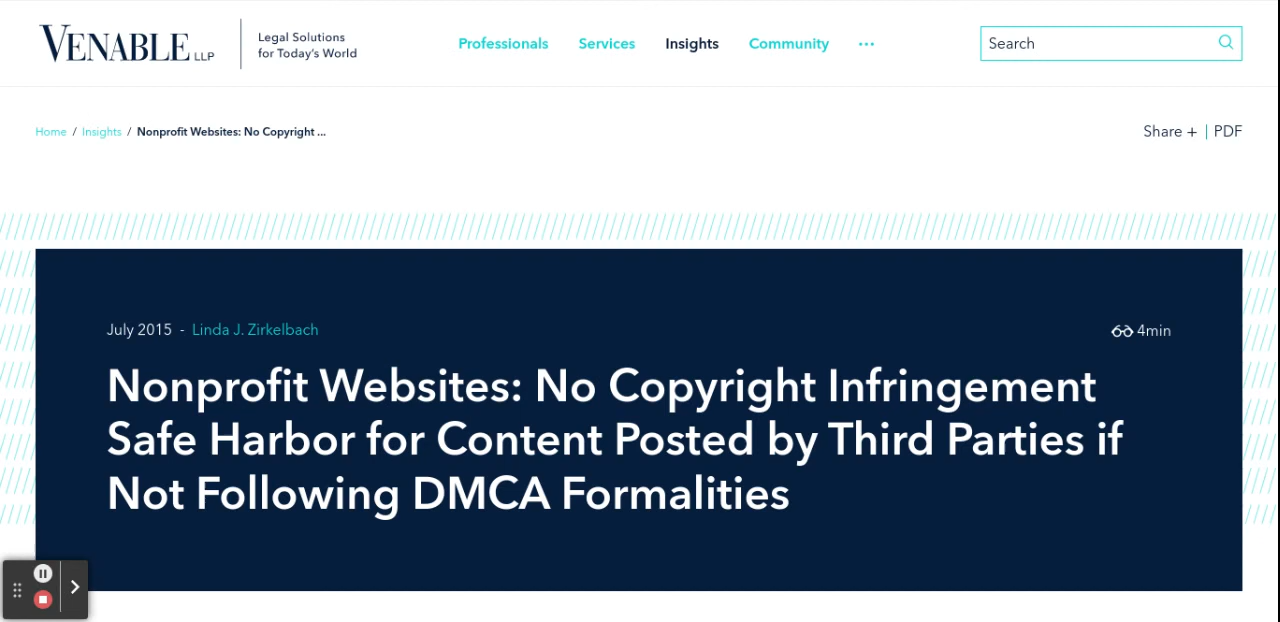 VENABLE LLP
Legal Solutions
for Today's World
Professionals Services Insights Community ...
Search
Home / Insights / Nonprofit Websites: No Copyright ...
Share + | PDF
July 2015 - Linda J. Zirkelbach
4min
Nonprofit Websites: No Copyright Infringement
Safe Harbor for Content Posted by Third Parties if
Not Following DMCA Formalities